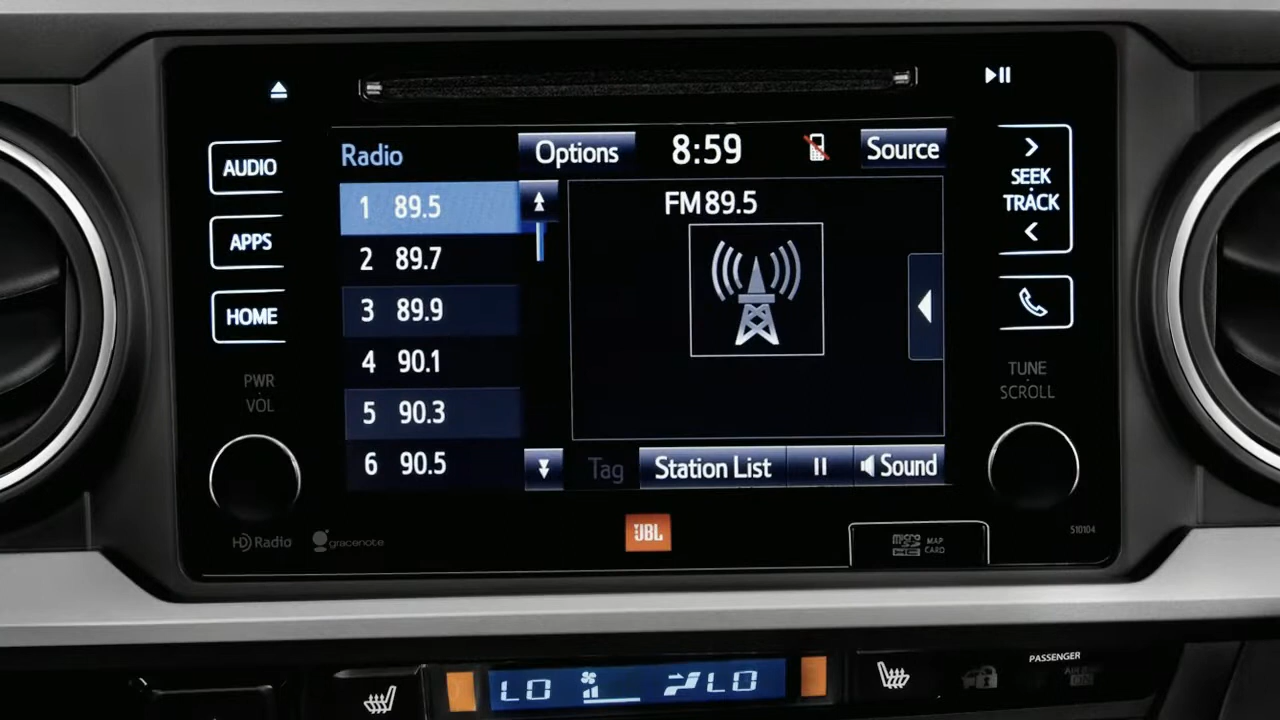 AUDIO
APPS
HOME
PWR
VOL
Radio
Options
8:59
Source
1 89.5
2 89.7
3 89.9
4 90.1
5 90.3
6 90.5
FM 89.5
Tag
Station List
Sound
SEEK
TRACK
TUNE
SCROLL
HD Radio
gracenote
JBL
micro SD HC
MAP CARD
510104
LO
LO
PASSENGER